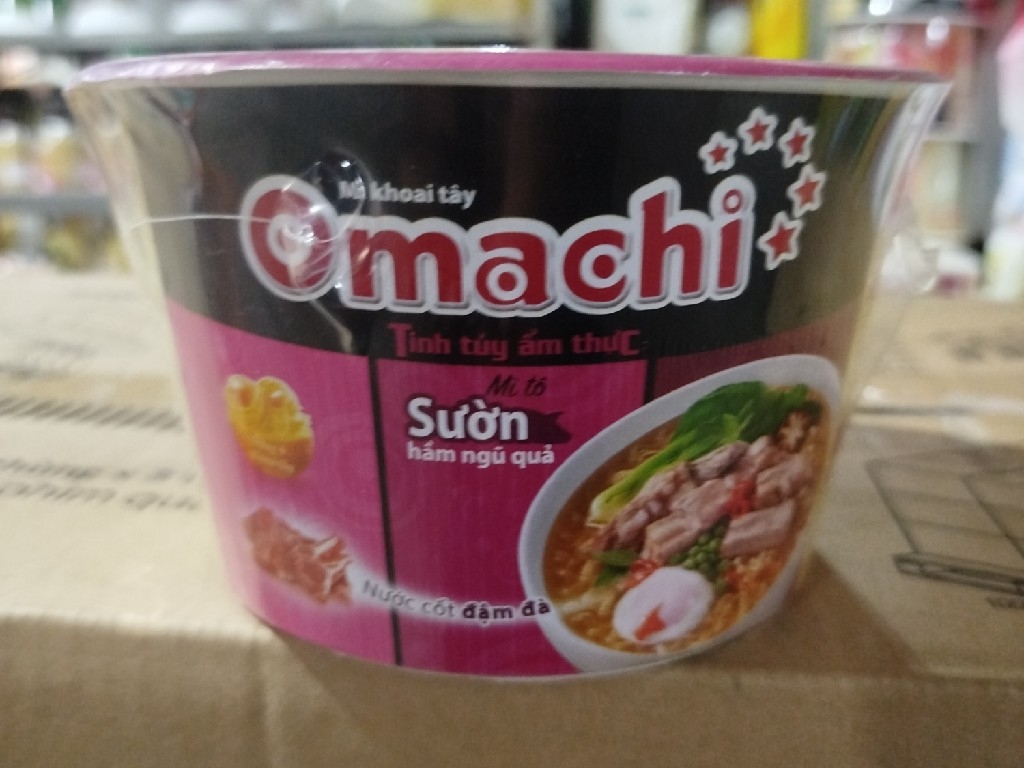 Mì khoai tây
Omachi
Tinh túy ẩm thực
Mì tô
Sườn
hầm ngũ quả
Nước cốt đậm đà